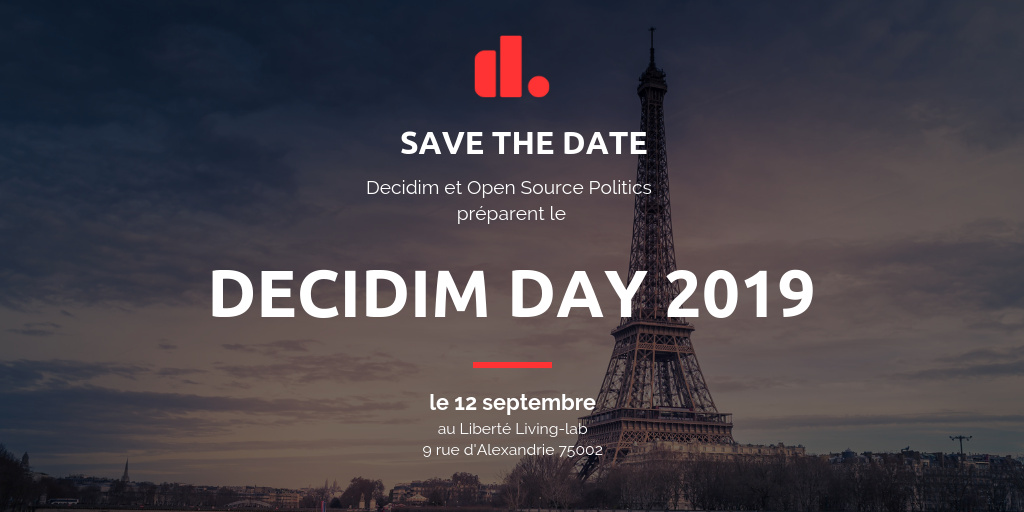 SAVE THE DATE
Decidim et Open Source Politics
préparent le
DECIDIM DAY 2019
le 12 septembre
au Liberté Living-lab
9 rue d'Alexandrie 75002